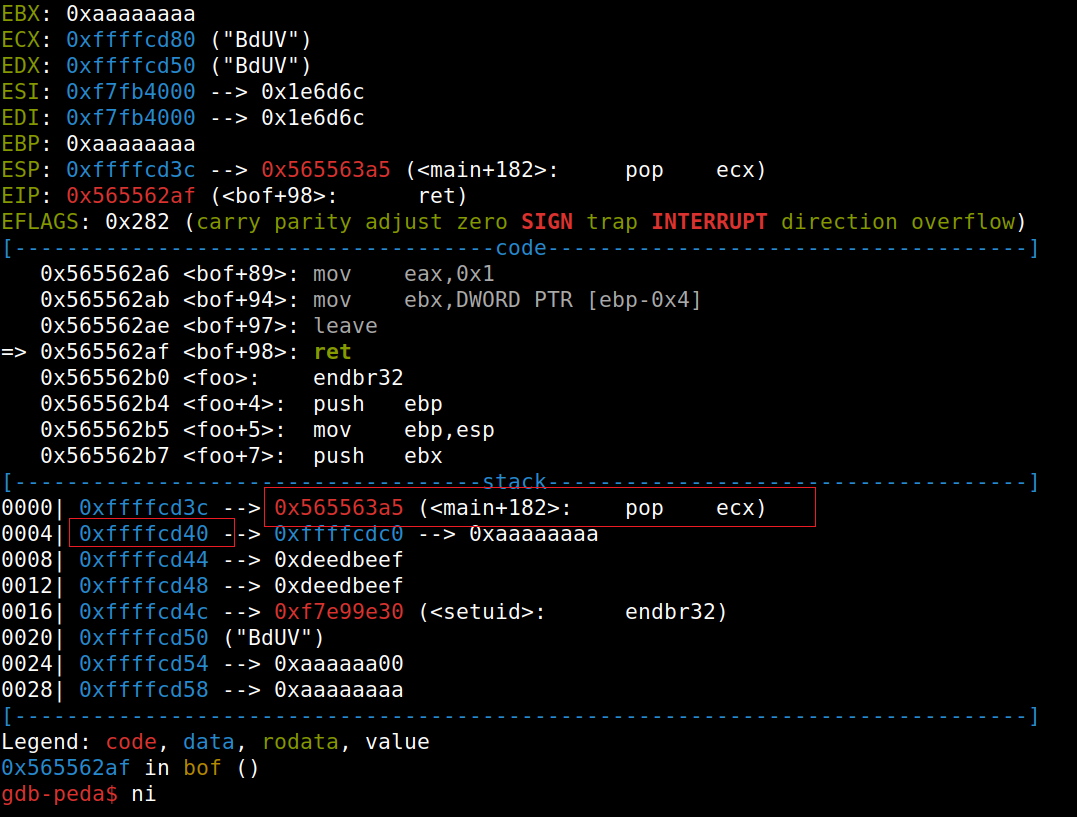 EBX: 0xaaaaaaaa
ECX: 0xffffcd80 ("BdUV")
EDX: 0xffffcd50 ("BdUV")
ESI: 0xf7fb4000 --> 0x1e6d6c
EDI: 0xf7fb4000 --> 0x1e6d6c
EBP: 0xaaaaaaaa
ESP: 0xffffcd3c --> 0x565563a5 (<main+182>:     pop    ecx)
EIP: 0x565562af (<bof+98>:      ret)
EFLAGS: 0x282 (carry parity adjust zero SIGN trap INTERRUPT direction overflow)
[-------------------------------------code-------------------------------------]
   0x565562a6 <bof+89>: mov    eax,0x1
   0x565562ab <bof+94>: mov    ebx,DWORD PTR [ebp-0x4]
   0x565562ae <bof+97>: leave
=> 0x565562af <bof+98>: ret
   0x565562b0 <foo>:    endbr32
   0x565562b4 <foo+4>:  push   ebp
   0x565562b5 <foo+5>:  mov    ebp,esp
   0x565562b7 <foo+7>:  push   ebx
[------------------------------------stack-------------------------------------]
0000| 0xffffcd3c --> 0x565563a5 (<main+182>:    pop    ecx)
0004| 0xffffcd40 --> 0xffffcdc0 --> 0xaaaaaaaa
0008| 0xffffcd44 --> 0xdeedbeef
0012| 0xffffcd48 --> 0xdeedbeef
0016| 0xffffcd4c --> 0xf7e99e30 (<setuid>:      endbr32)
0020| 0xffffcd50 ("BdUV")
0024| 0xffffcd54 --> 0xaaaaaa00
0028| 0xffffcd58 --> 0xaaaaaaaa
[------------------------------------------------------------------------------]
Legend: code, data, rodata, value
0x565562af in bof ()
gdb-peda$ ni